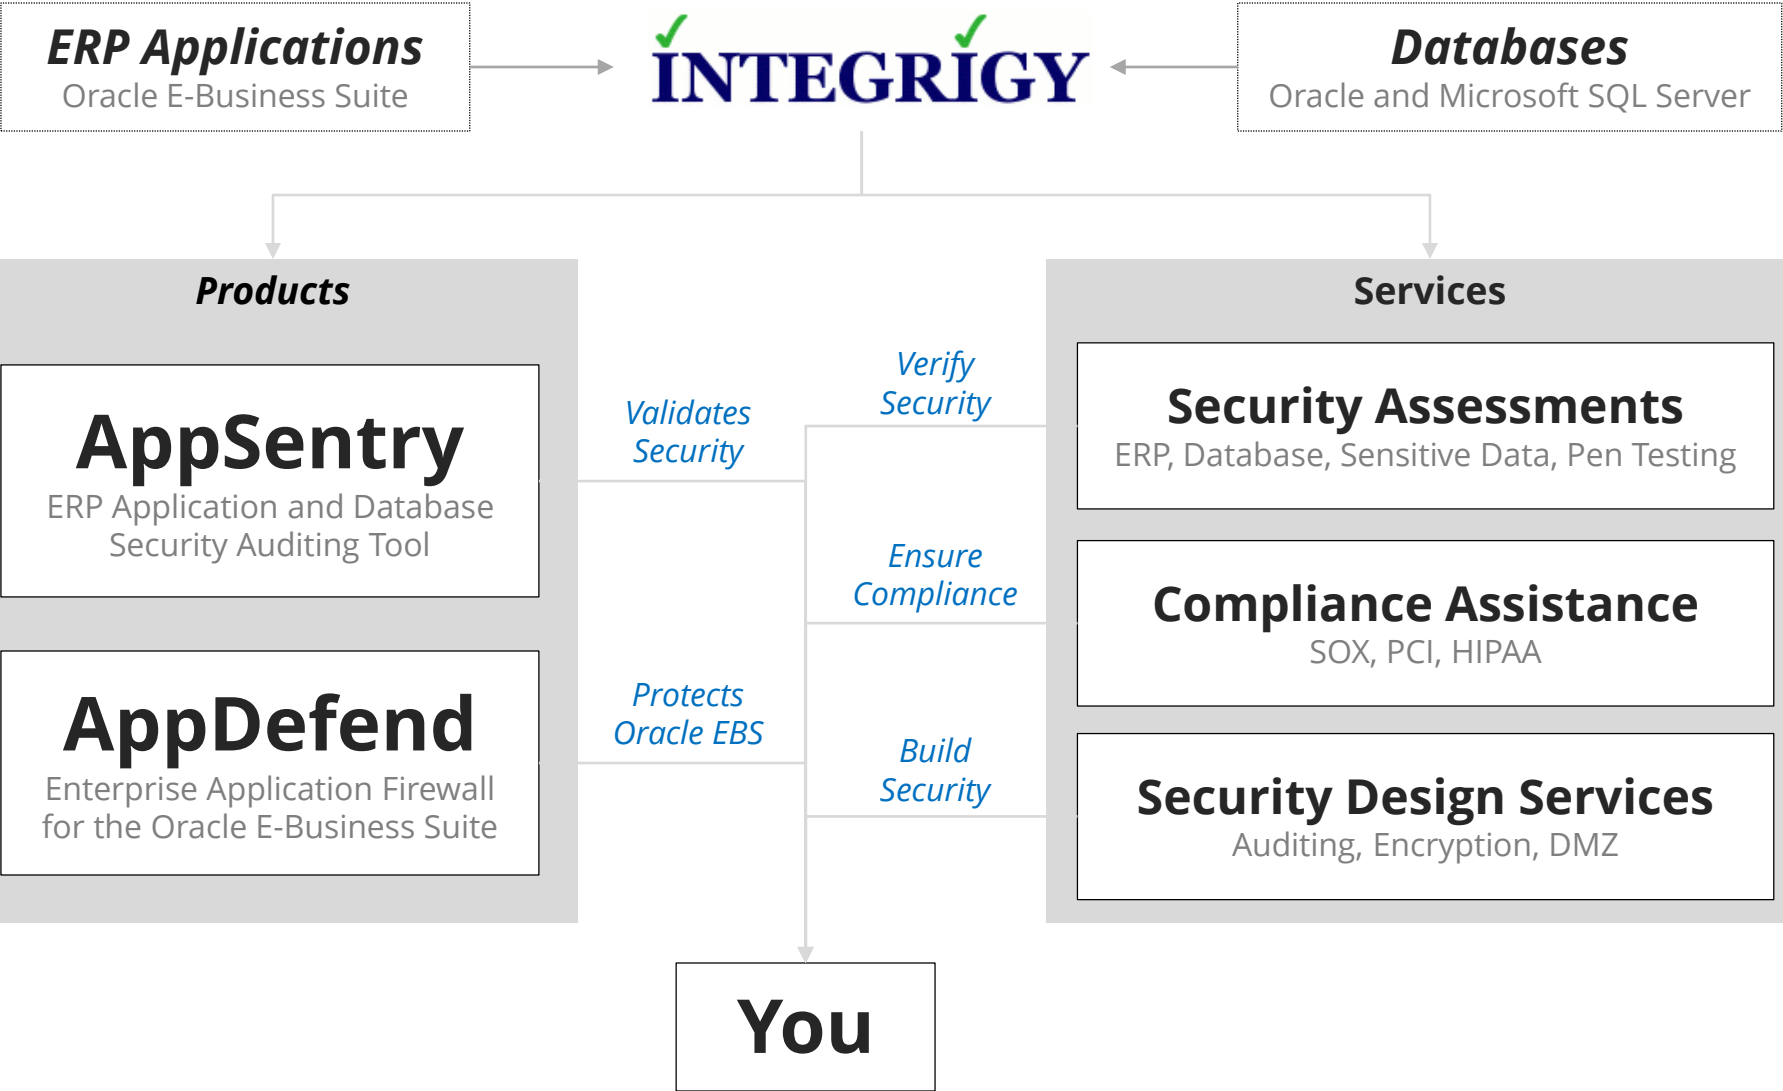 ERP Applications
Oracle E-Business Suite
INTEGRIGY
Databases
Oracle and Microsoft SQL Server
Products
AppSentry
ERP Application and Database
Security Auditing Tool
AppDefend
Enterprise Application Firewall
for the Oracle E-Business Suite
Validates
Security
Protects
Oracle EBS
Verify
Security
Ensure
Compliance
Build
Security
Services
Security Assessments
ERP, Database, Sensitive Data, Pen Testing
Compliance Assistance
SOX, PCI, HIPAA
Security Design Services
Auditing, Encryption, DMZ
You